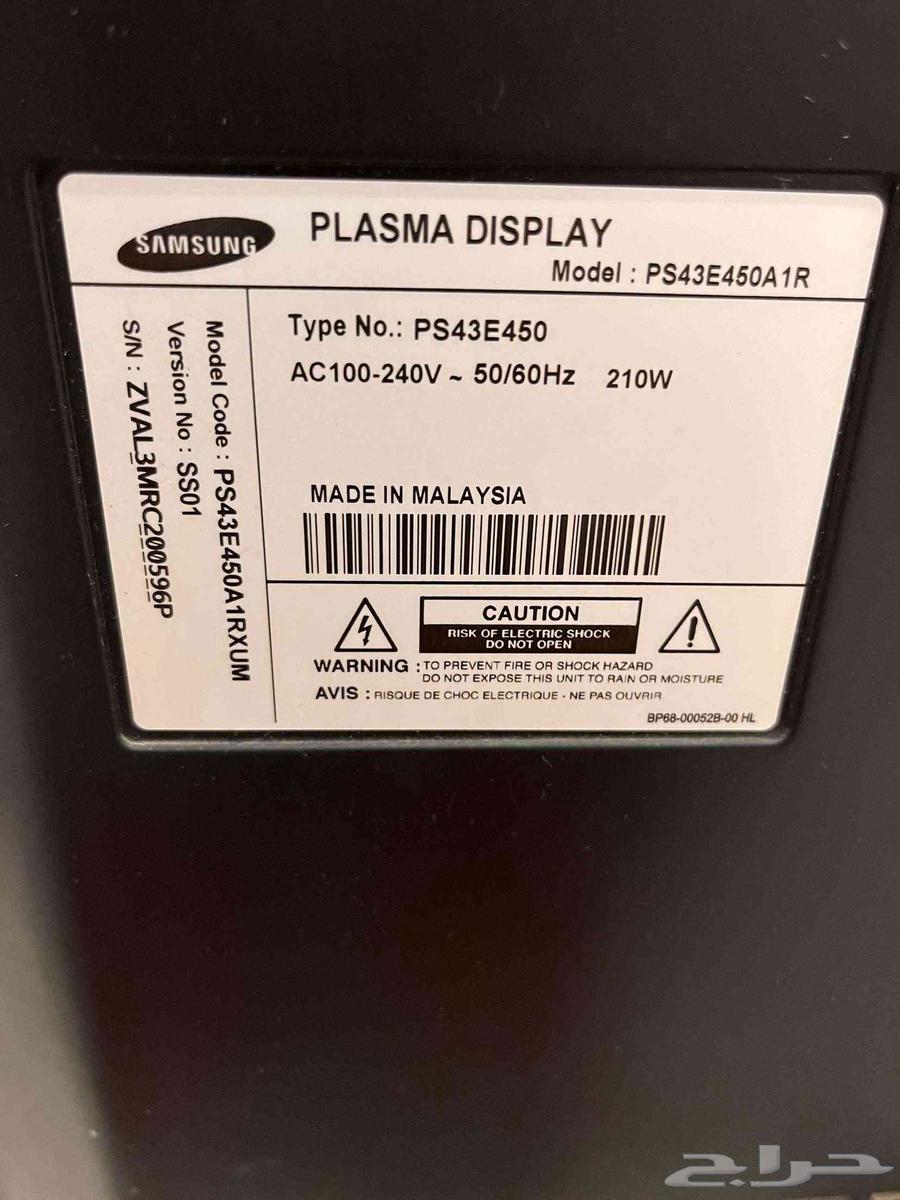 SAMSUNG
PLASMA DISPLAY
Model : PS43E450A1R
Model Code : PS43E450A1RXUM
Version No : SS01
S/N : ZVAL3MRC200596P
Type No.: PS43E450
AC100-240V ~ 50/60Hz 210W
MADE IN MALAYSIA
CAUTION
RISK OF ELECTRIC SHOCK
DO NOT OPEN
WARNING : TO PREVENT FIRE OR SHOCK HAZARD
DO NOT EXPOSE THIS UNIT TO RAIN OR MOISTURE
AVIS : RISQUE DE CHOC ELECTRIQUE - NE PAS OUVRIR
BP68-00052B-00 HL
حراج